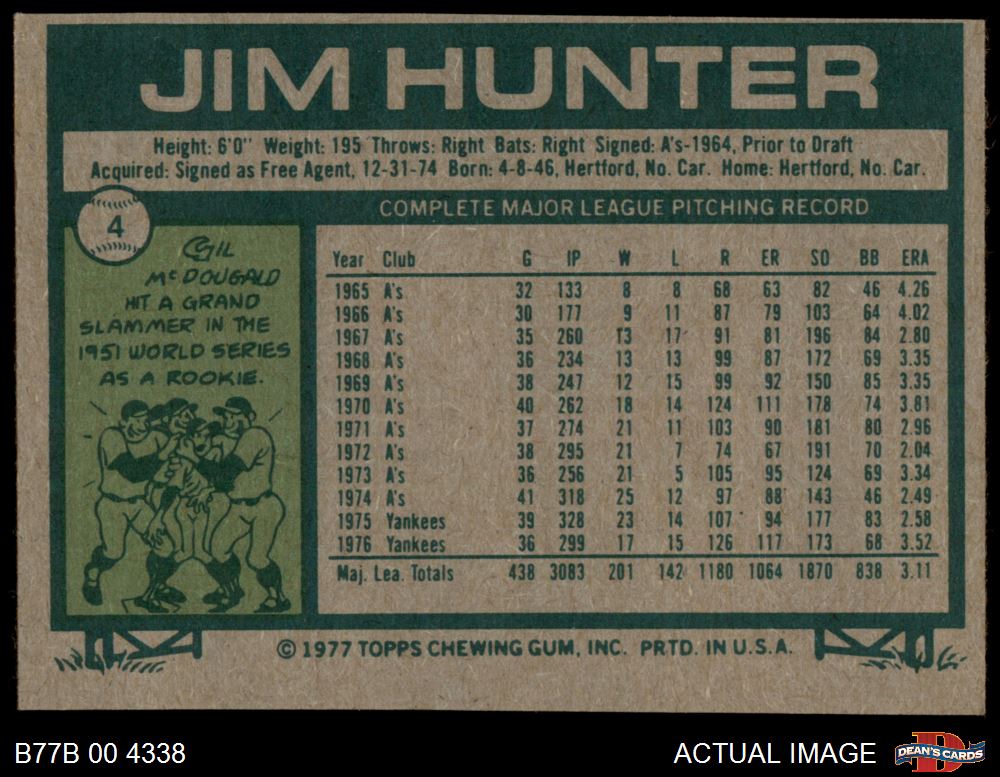 JIM HUNTER
Height: 6'0" Weight: 195 Throws: Right Bats: Right Signed: A's-1964, Prior to Draft
Acquired: Signed as Free Agent, 12-31-74 Born: 4-8-46, Hertford, No. Car. Home: Hertford, No. Car.
4
GIL
McDOUGALD
HIT A GRAND
SLAMMER IN THE
1951 WORLD SERIES
AS A ROOKIE.
COMPLETE MAJOR LEAGUE PITCHING RECORD
Year Club G IP W L R ER SO BB ERA
1965 A's 32 133 8 8 68 63 82 46 4.26
1966 A's 30 177 9 11 87 79 103 64 4.02
1967 A's 35 260 13 17 91 81 196 84 2.80
1968 A's 36 234 13 13 99 87 172 69 3.35
1969 A's 38 247 12 15 99 92 150 85 3.35
1970 A's 40 262 18 14 124 111 178 74 3.81
1971 A's 37 274 21 11 103 90 181 80 2.96
1972 A's 38 295 21 7 74 67 191 70 2.04
1973 A's 36 256 21 5 105 95 124 69 3.34
1974 A's 41 318 25 12 97 88 143 46 2.49
1975 Yankees 39 328 23 14 107 94 177 83 2.58
1976 Yankees 36 299 17 15 126 117 173 68 3.52
Maj. Lea. Totals 438 3083 201 142 1180 1064 1870 838 3.11
© 1977 TOPPS CHEWING GUM, INC. PRTD. IN U.S.A.
B77B 00 4338
ACTUAL IMAGE
D
DEAN'S CARDS